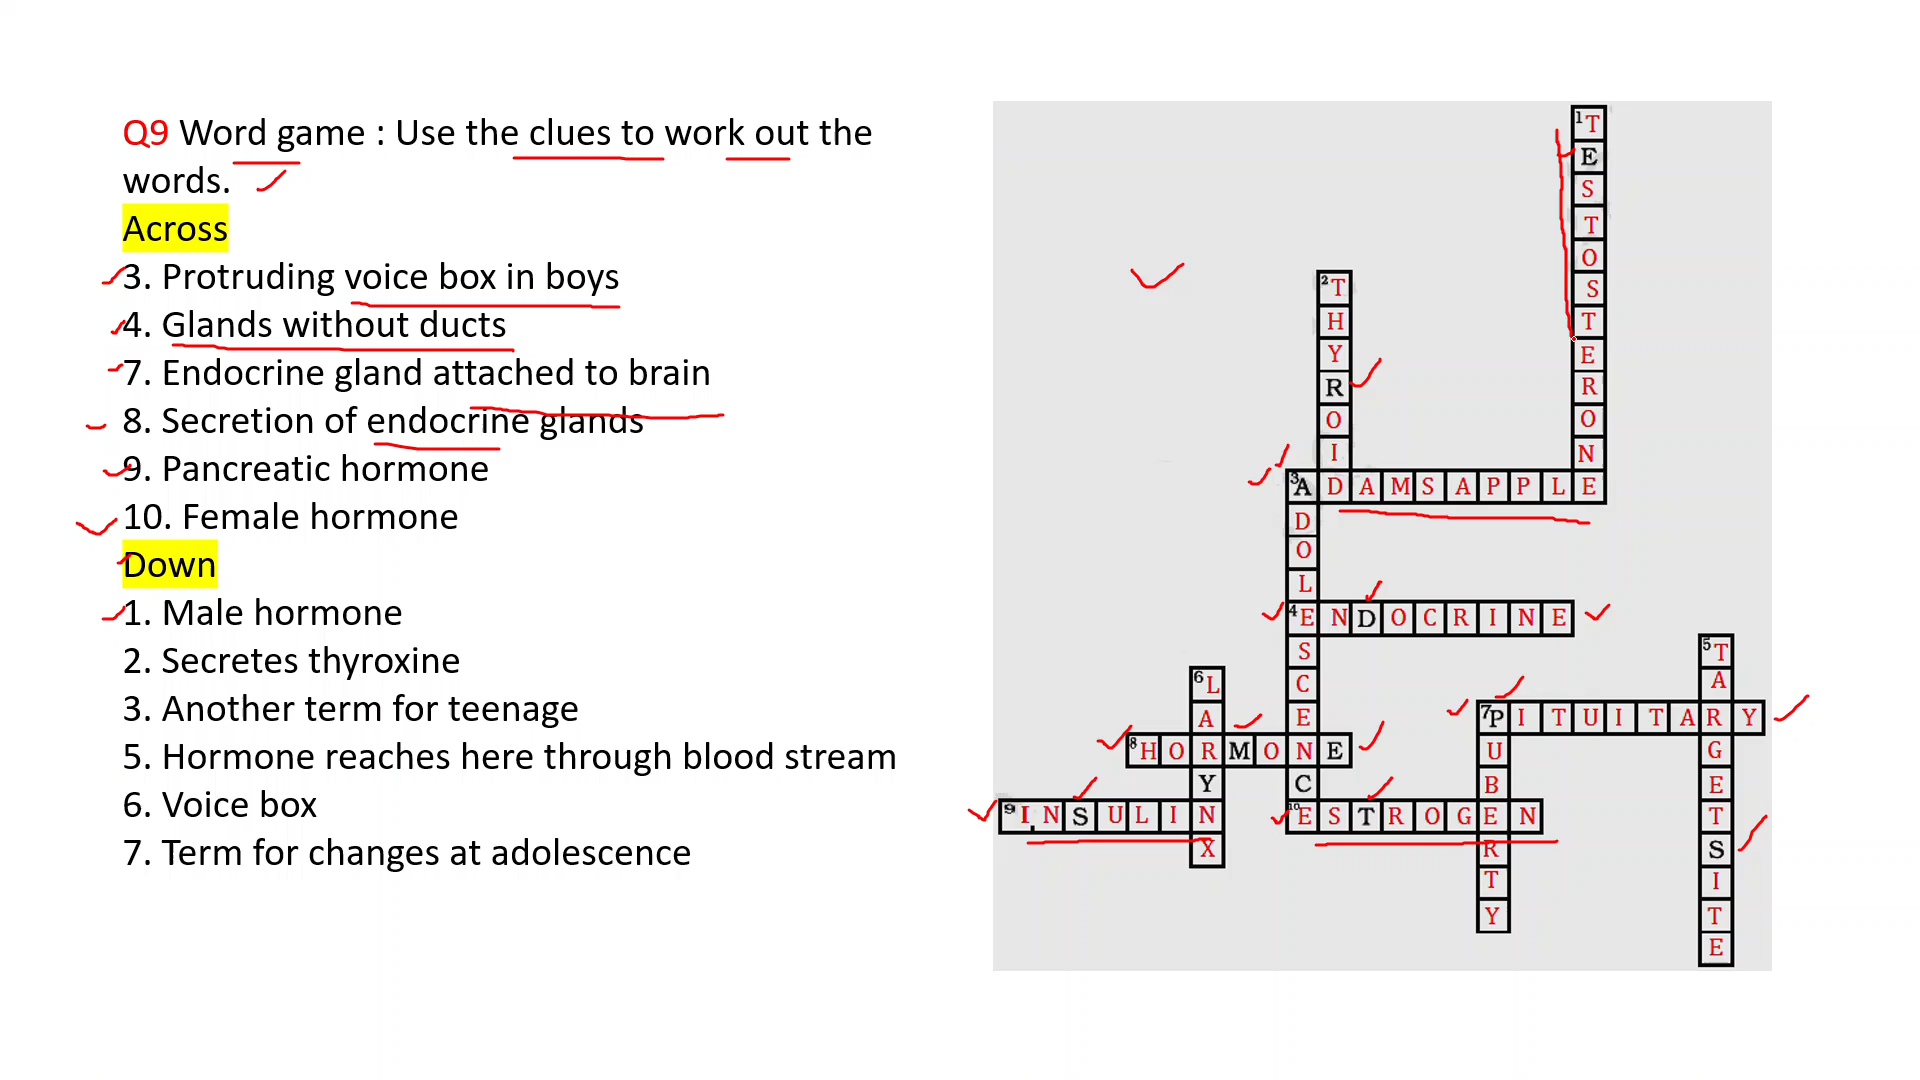 Q9 Word game : Use the clues to work out the
words.
Across
3. Protruding voice box in boys
4. Glands without ducts
7. Endocrine gland attached to brain
8. Secretion of endocrine glands
9. Pancreatic hormone
10. Female hormone
Down
1. Male hormone
2. Secretes thyroxine
3. Another term for teenage
5. Hormone reaches here through blood stream
6. Voice box
7. Term for changes at adolescence
1 TESTOSTERONE
2 THYROID
3 ADAMSAPPLE
ADOLESCENCE
4 ENDOCRINE
5 TARGETSITE
6 LARYNX
7 PITUITARY
PUBERTY
8 HORMONE
9 INSULIN
10 ESTROGEN